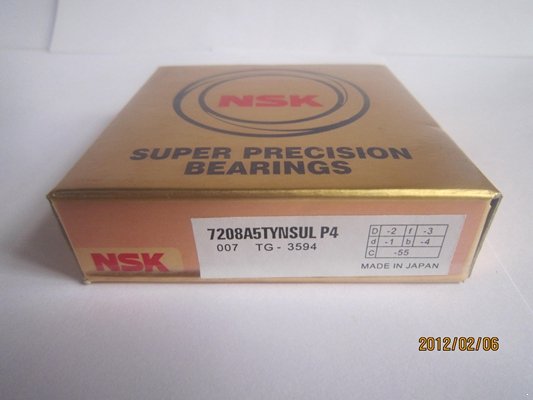 NSK
SUPER PRECISION
BEARINGS
NSK
7208A5TYNSUL P4
007 TG - 3594
D -2 f -3
d -1 b -4
C -55
MADE IN JAPAN
2012/02/06